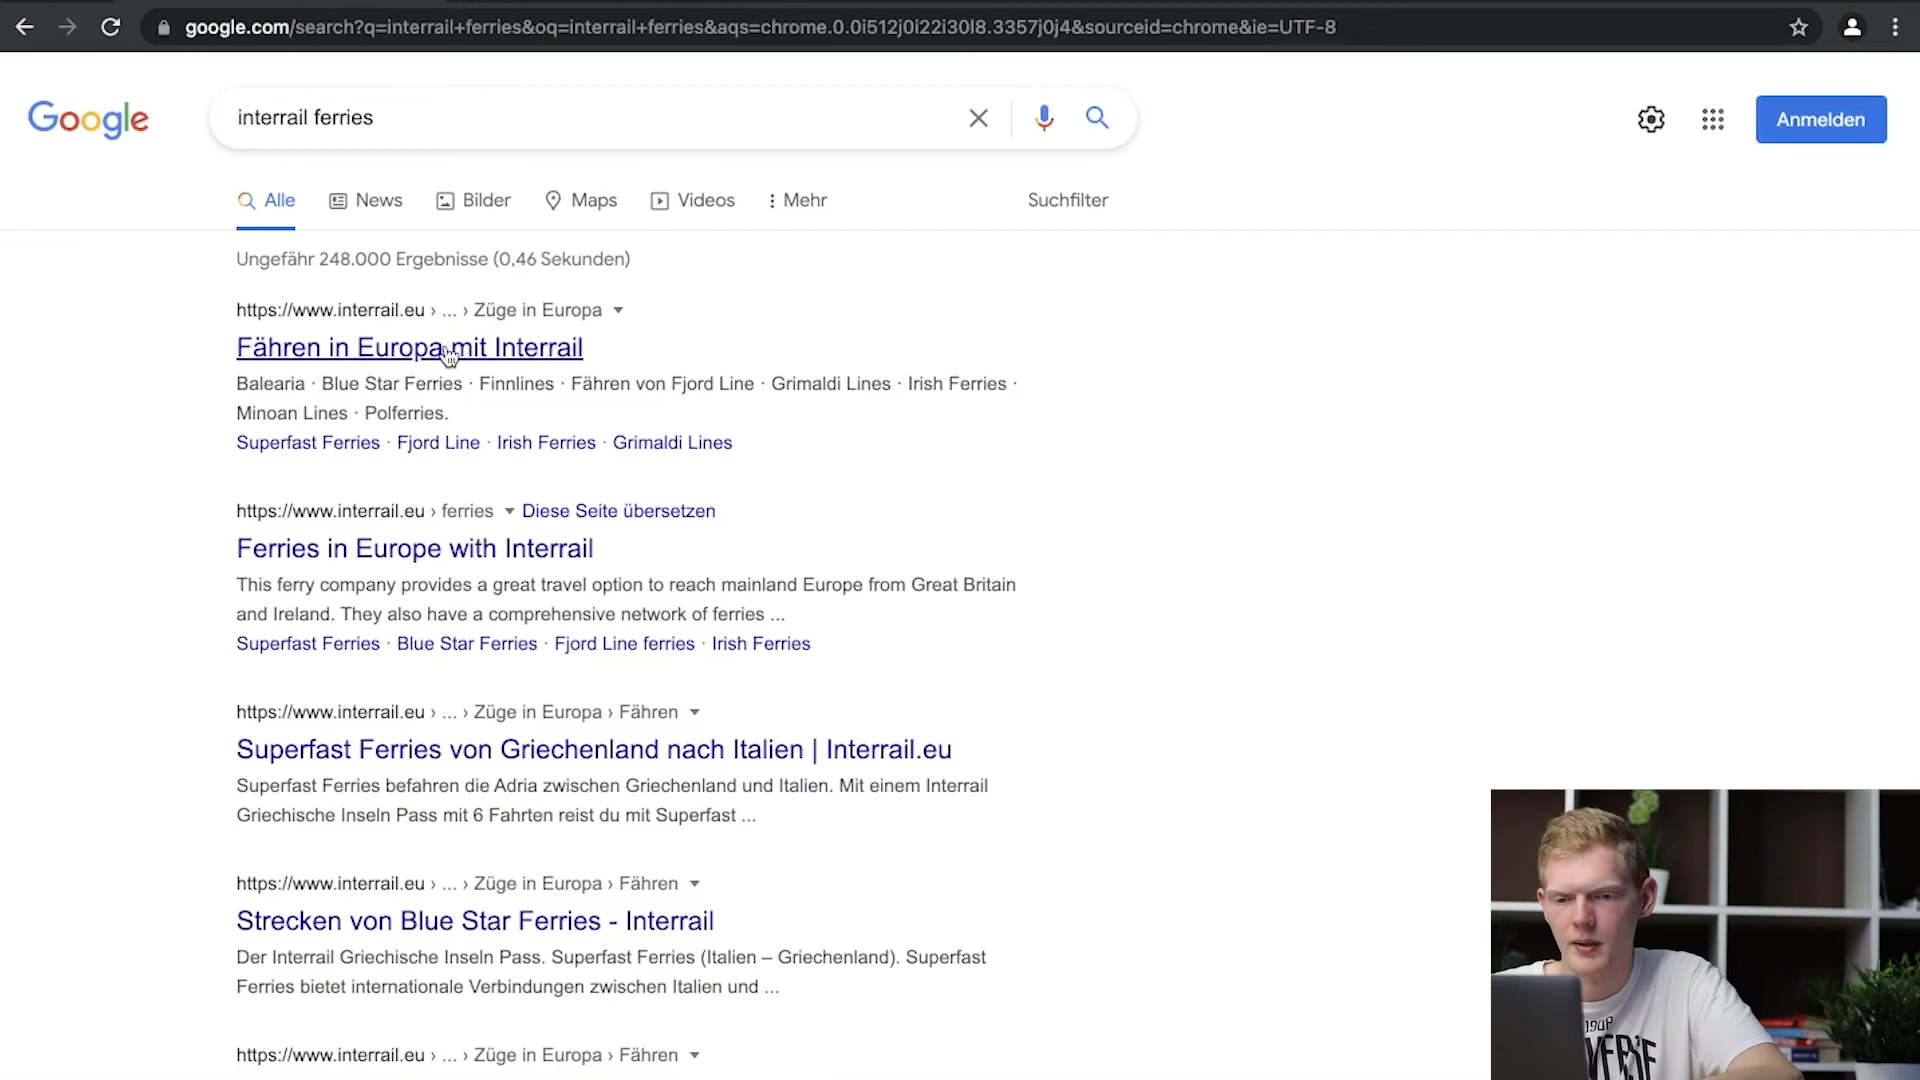 google.com/search?q=interrail+ferries&oq=interrail+ferries&aqs=chrome.0.0i512j0i22i30l8.3357j0j4&sourceid=chrome&ie=UTF-8
Google
interrail ferries
Anmelden
Alle
News
Bilder
Maps
Videos
Mehr
Suchfilter
Ungefähr 248.000 Ergebnisse (0,46 Sekunden)
https://www.interrail.eu › ... › Züge in Europa
Fähren in Europa mit Interrail
Balearia · Blue Star Ferries · Finnlines · Fähren von Fjord Line · Grimaldi Lines · Irish Ferries ·
Minoan Lines · Polferries.
Superfast Ferries · Fjord Line · Irish Ferries · Grimaldi Lines
https://www.interrail.eu › ferries Diese Seite übersetzen
Ferries in Europe with Interrail
This ferry company provides a great travel option to reach mainland Europe from Great Britain
and Ireland. They also have a comprehensive network of ferries ...
Superfast Ferries · Blue Star Ferries · Fjord Line ferries · Irish Ferries
https://www.interrail.eu › ... › Züge in Europa › Fähren
Superfast Ferries von Griechenland nach Italien | Interrail.eu
Superfast Ferries befahren die Adria zwischen Griechenland und Italien. Mit einem Interrail
Griechische Inseln Pass mit 6 Fahrten reist du mit Superfast ...
https://www.interrail.eu › ... › Züge in Europa › Fähren
Strecken von Blue Star Ferries - Interrail
Der Interrail Griechische Inseln Pass. Superfast Ferries (Italien – Griechenland). Superfast
Ferries bietet internationale Verbindungen zwischen Italien und ...
https://www.interrail.eu › ... › Züge in Europa › Fähren